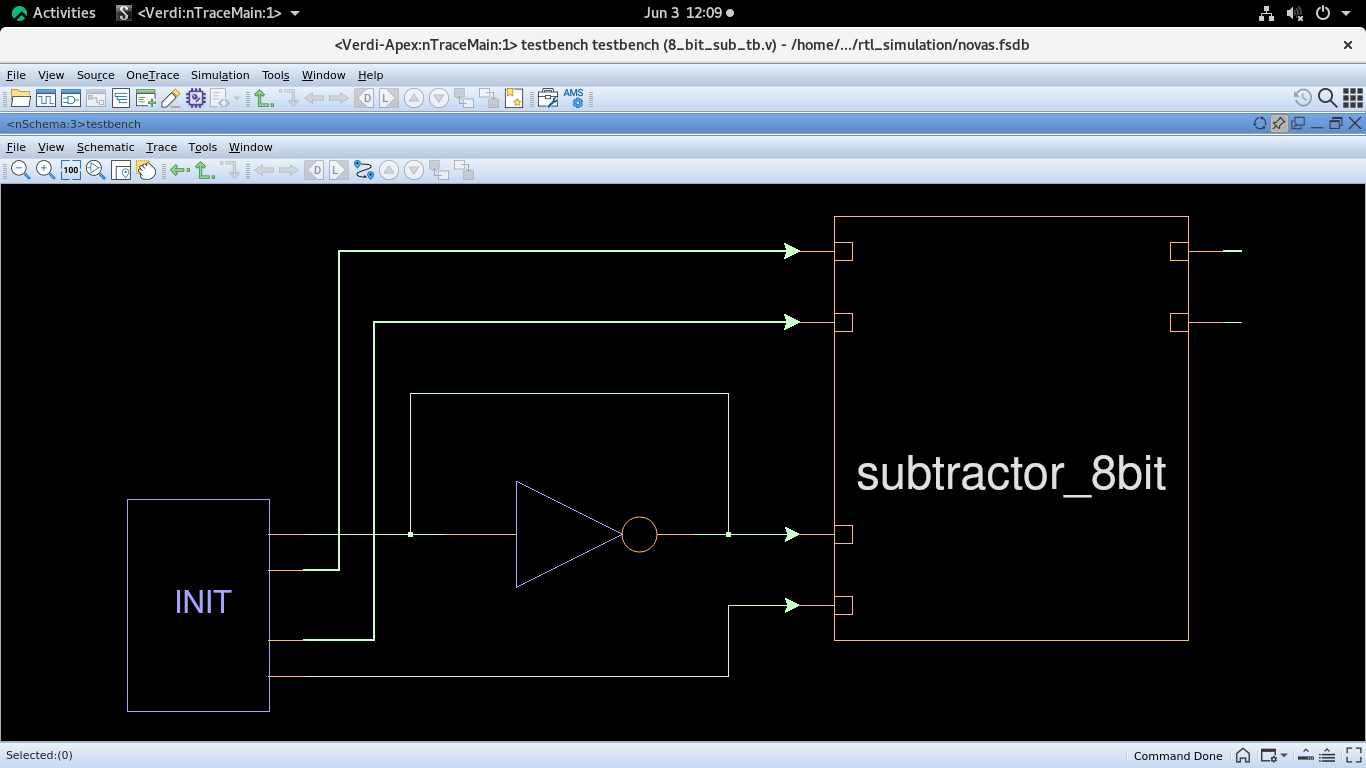 Activities <Verdi:nTraceMain:1> Jun 3 12:09
<Verdi-Apex:nTraceMain:1> testbench testbench (8_bit_sub_tb.v) - /home/.../rtl_simulation/novas.fsdb
File View Source OneTrace Simulation Tools Window Help
D L AMS
<nSchema:3>testbench
File View Schematic Trace Tools Window
100 D L
subtractor_8bit
INIT
Selected:(0) Command Done